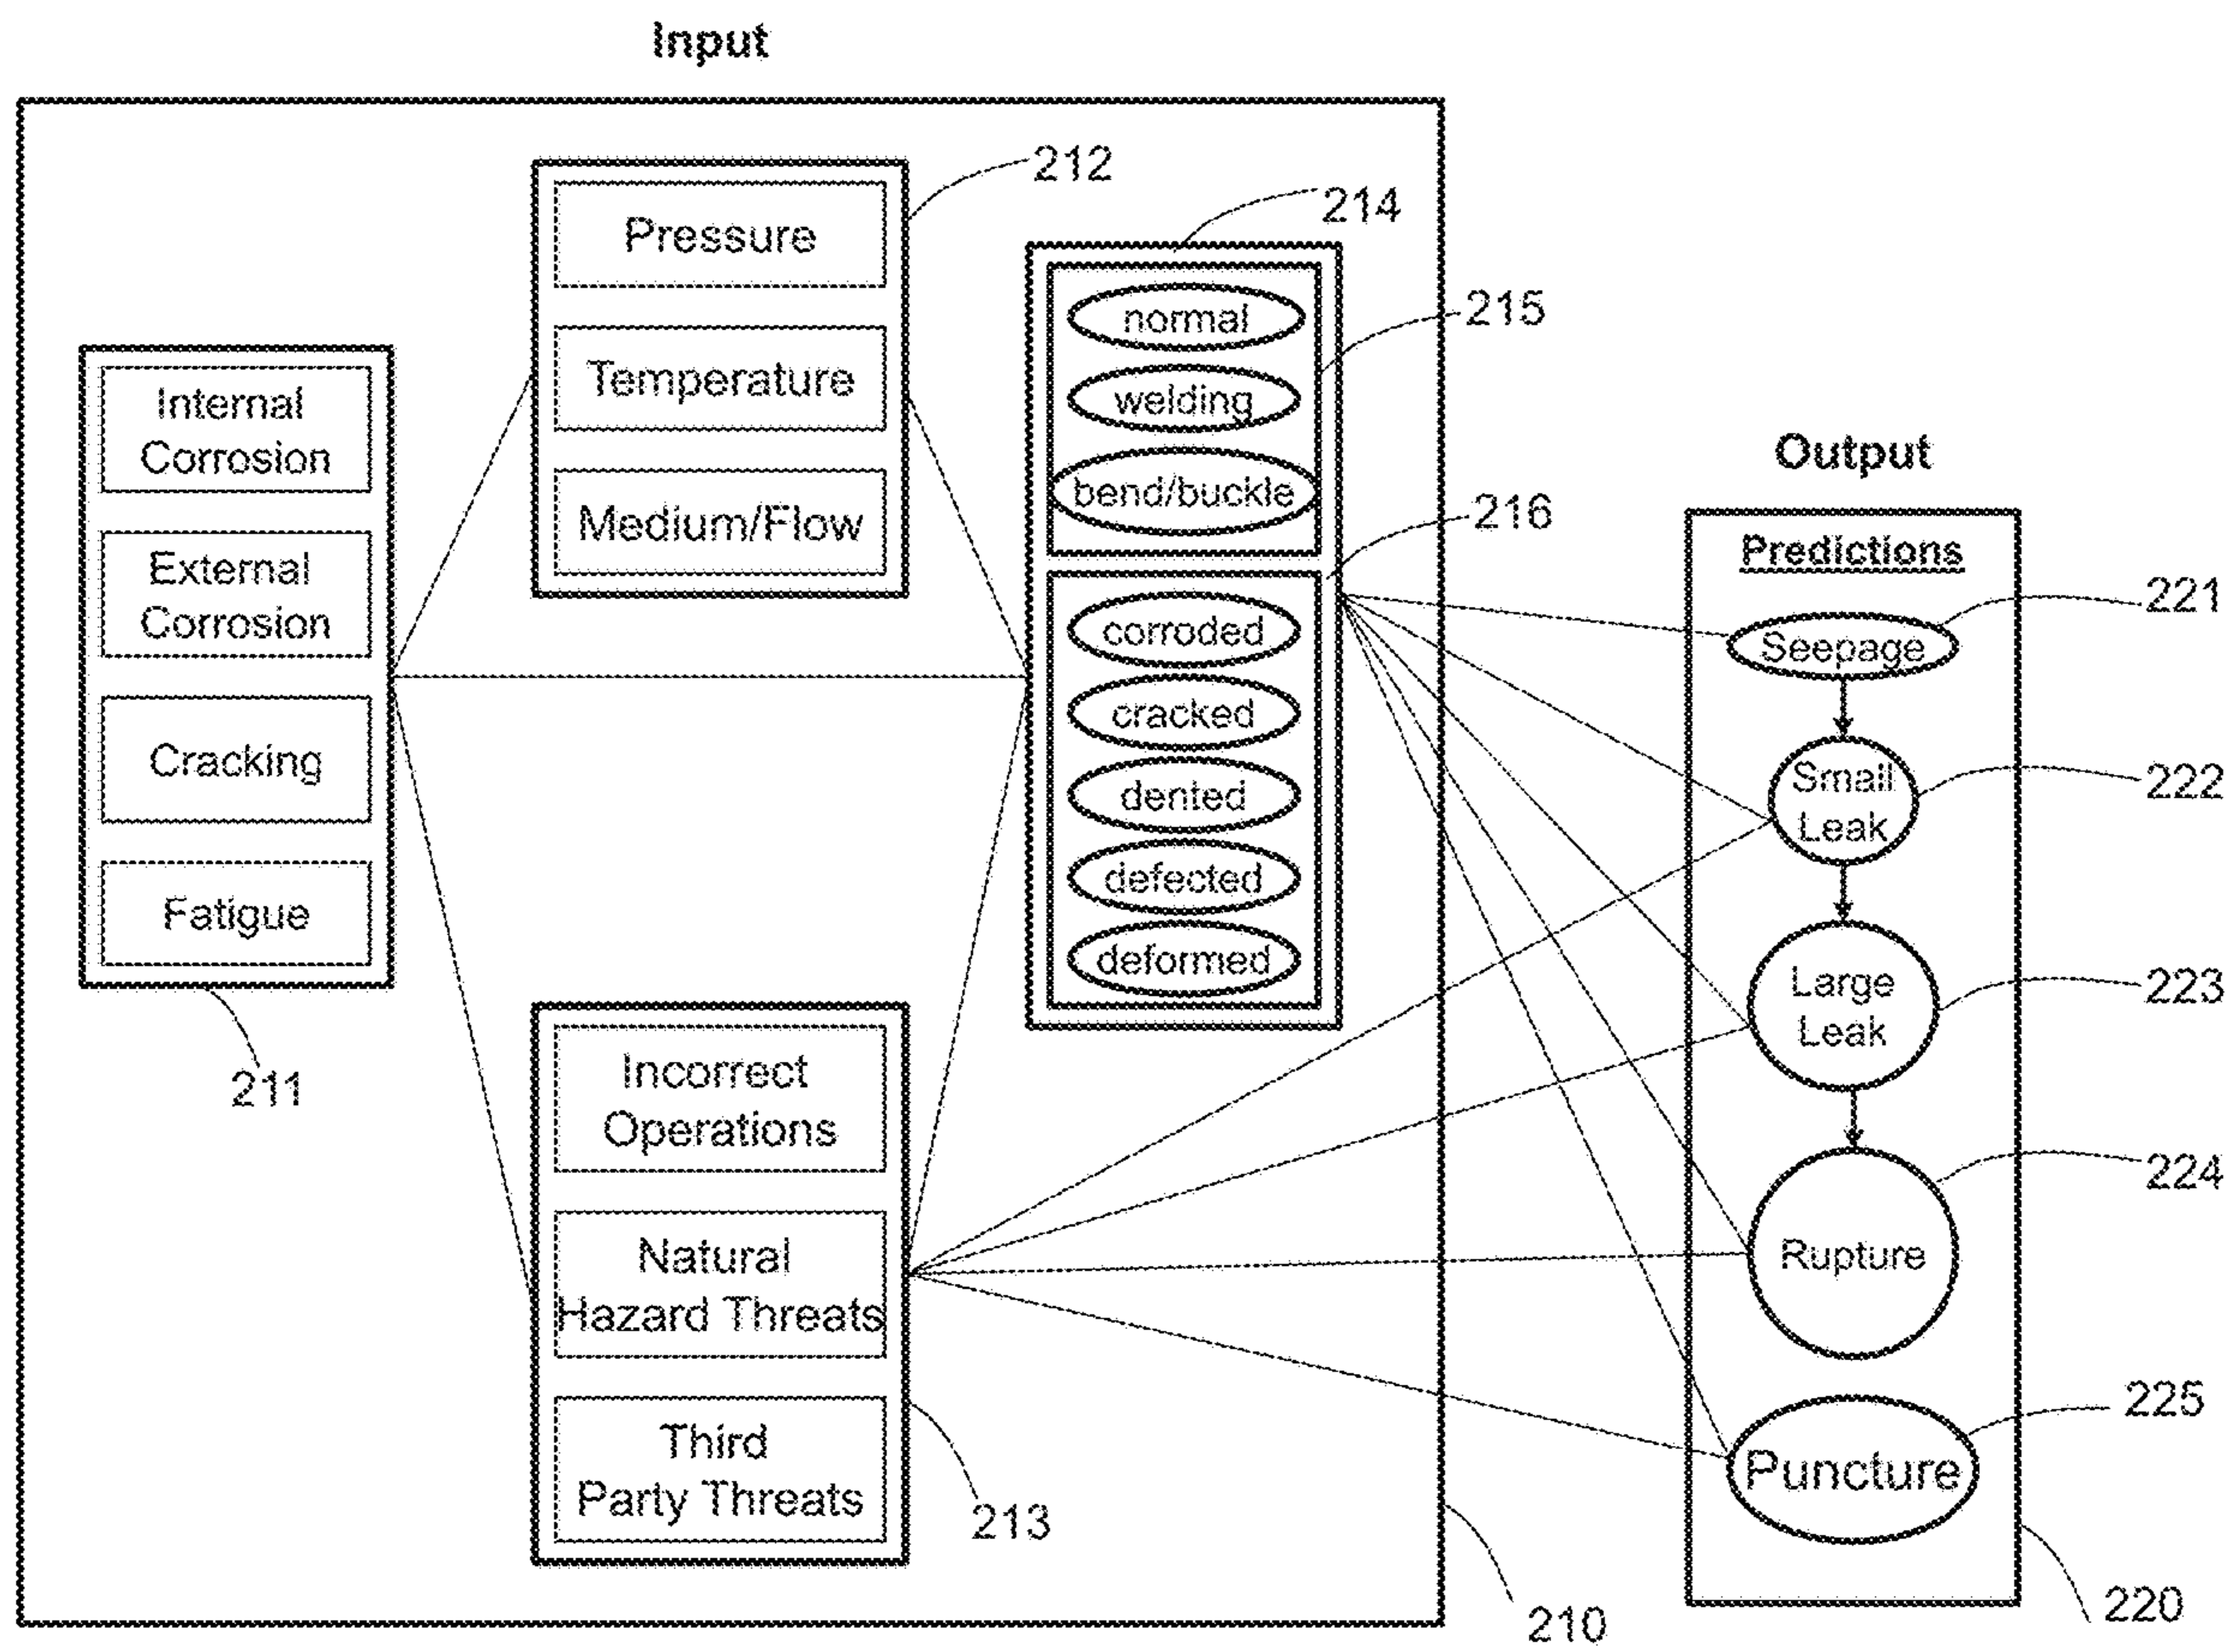 Input
212
Pressure
Temperature
Medium/Flow
214
normal
welding
bend/buckle
215
216
corroded
cracked
dented
defected
deformed
Internal
Corrosion
External
Corrosion
Cracking
Fatigue
211
Incorrect
Operations
Natural
Hazard Threats
Third
Party Threats
213
210
Output
Predictions
Seepage
221
Small
Leak
222
Large
Leak
223
Rupture
224
Puncture
225
220